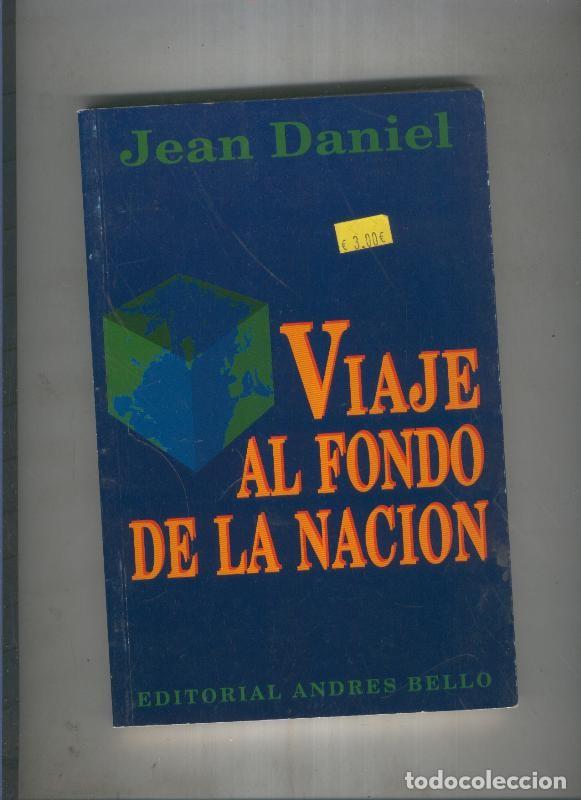 Jean Daniel
€ 3.00€
VIAJE
AL FONDO
DE LA NACION
EDITORIAL ANDRES BELLO
todocoleccion